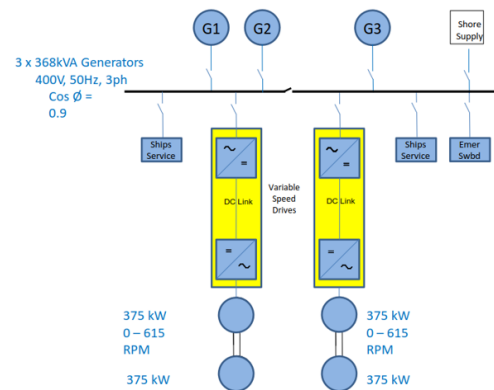 G1
G2
G3
Shore
Supply
3 x 368kVA Generators
400V, 50Hz, 3ph
Cos Ø =
0.9
Ships
Service
~
=
Variable
Speed
Drives
DC Link
=
~
~
=
DC Link
=
~
Ships
Service
Emer
Swbd
375 kW
0 – 615
RPM
375 kW
0 – 615
RPM
375 kW
375 kW